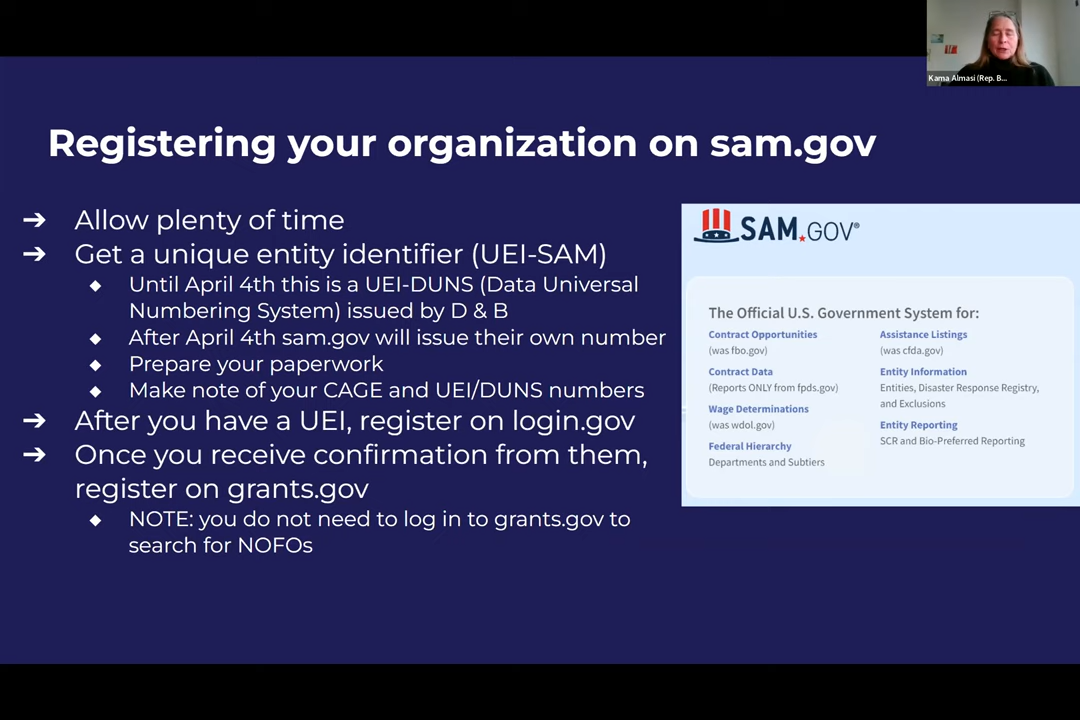 Kama Almasi (Rep. B...
Registering your organization on sam.gov
➔ Allow plenty of time
➔ Get a unique entity identifier (UEI-SAM)
◆ Until April 4th this is a UEI-DUNS (Data Universal
Numbering System) issued by D & B
◆ After April 4th sam.gov will issue their own number
◆ Prepare your paperwork
◆ Make note of your CAGE and UEI/DUNS numbers
➔ After you have a UEI, register on login.gov
➔ Once you receive confirmation from them,
register on grants.gov
◆ NOTE: you do not need to log in to grants.gov to
search for NOFOs
SAM.GOV®
The Official U.S. Government System for:
Contract Opportunities
(was fbo.gov)
Contract Data
(Reports ONLY from fpds.gov)
Wage Determinations
(was wdol.gov)
Federal Hierarchy
Departments and Subtiers
Assistance Listings
(was cfda.gov)
Entity Information
Entities, Disaster Response Registry,
and Exclusions
Entity Reporting
SCR and Bio-Preferred Reporting